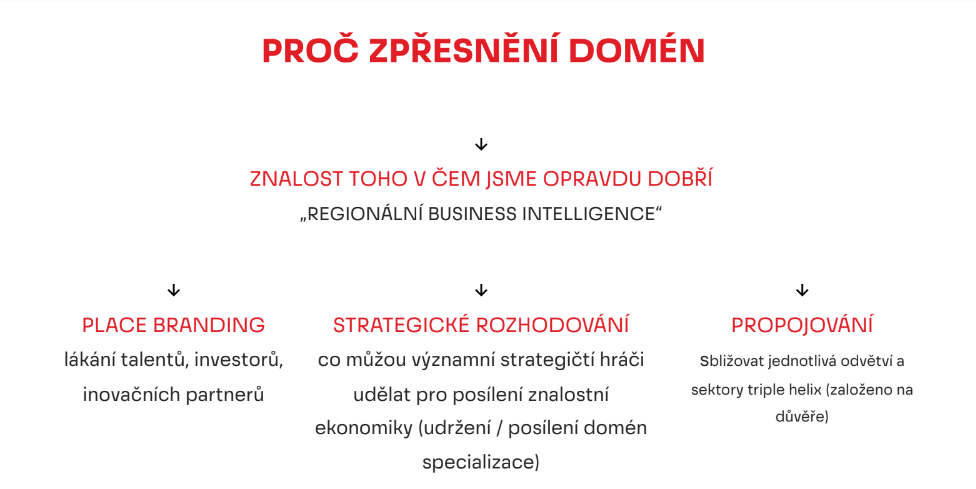 PROČ ZPŘESNĚNÍ DOMÉN
↓
ZNALOST TOHO V ČEM JSME OPRAVDU DOBŘÍ
„REGIONÁLNÍ BUSINESS INTELLIGENCE“
↓
PLACE BRANDING
lákání talentů, investorů,
inovačních partnerů
↓
STRATEGICKÉ ROZHODOVÁNÍ
co můžou významní strategičtí hráči
udělat pro posílení znalostní
ekonomiky (udržení / posílení domén
specializace)
↓
PROPOJOVÁNÍ
Sbližovat jednotlivá odvětví a
sektory triple helix (založeno na
důvěře)